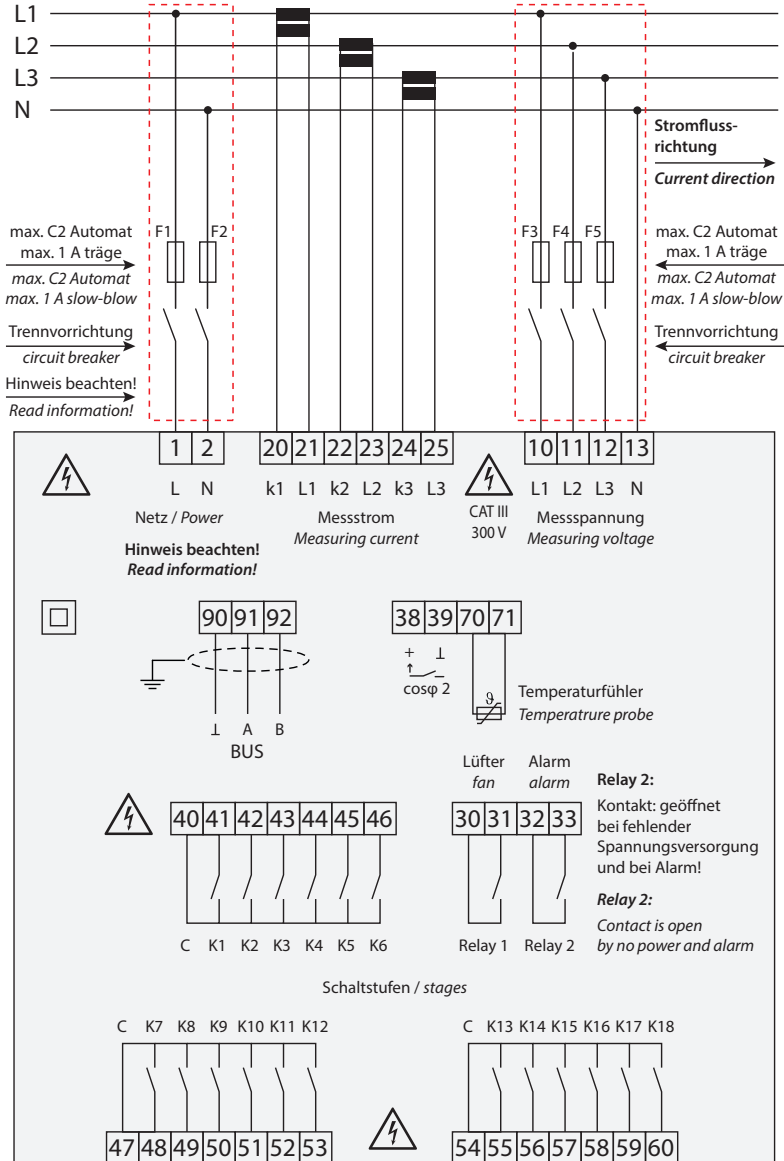 L1
L2
L3
N
Stromfluss-
richtung
Current direction
max. C2 Automat
max. 1 A träge
max. C2 Automat
max. 1 A slow-blow
F1 F2
F3 F4 F5
max. C2 Automat
max. 1 A träge
max. C2 Automat
max. 1 A slow-blow
Trennvorrichtung
circuit breaker
Trennvorrichtung
circuit breaker
Hinweis beachten!
Read information!
1 2 20 21 22 23 24 25 10 11 12 13
L N k1 L1 k2 L2 k3 L3 L1 L2 L3 N
CAT III
300 V
Netz / Power
Messstrom
Measuring current
Messspannung
Measuring voltage
Hinweis beachten!
Read information!
90 91 92
38 39 70 71
+ ⊥
cosφ 2
ϑ
Temperaturfühler
Temperatrure probe
⊥ A B
BUS
Lüfter
fan
Alarm
alarm
40 41 42 43 44 45 46
30 31 32 33
Relay 2:
Kontakt: geöffnet
bei fehlender
Spannungsversorgung
und bei Alarm!
Relay 2:
Contact is open
by no power and alarm
C K1 K2 K3 K4 K5 K6
Relay 1 Relay 2
Schaltstufen / stages
C K7 K8 K9 K10 K11 K12
C K13 K14 K15 K16 K17 K18
47 48 49 50 51 52 53
54 55 56 57 58 59 60